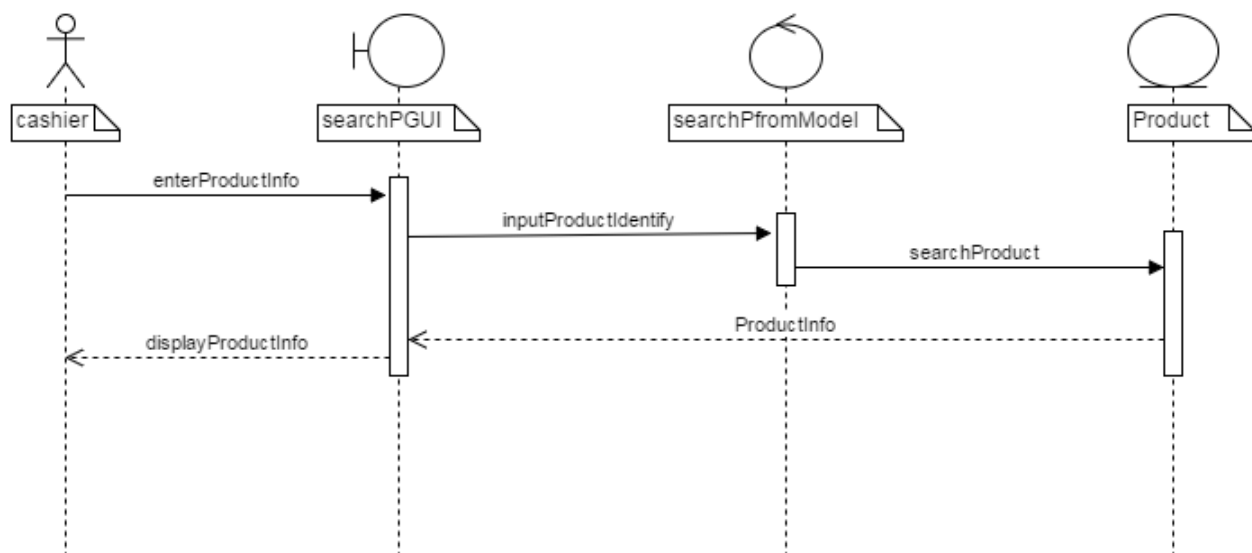 cashier
searchPGUI
searchPfromModel
Product
enterProductInfo
inputProductIdentify
searchProduct
ProductInfo
displayProductInfo